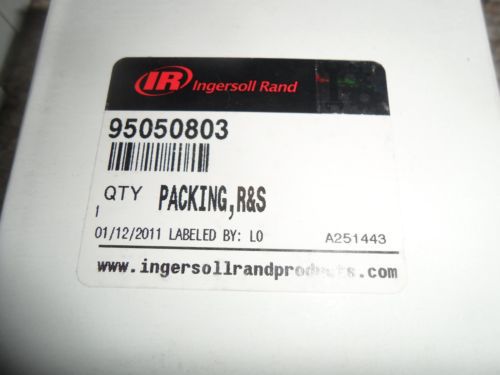 IR Ingersoll Rand
95050803
QTY PACKING,R&S
1
01/12/2011 LABELED BY: LO A251443
www.ingersollrandproducts.com